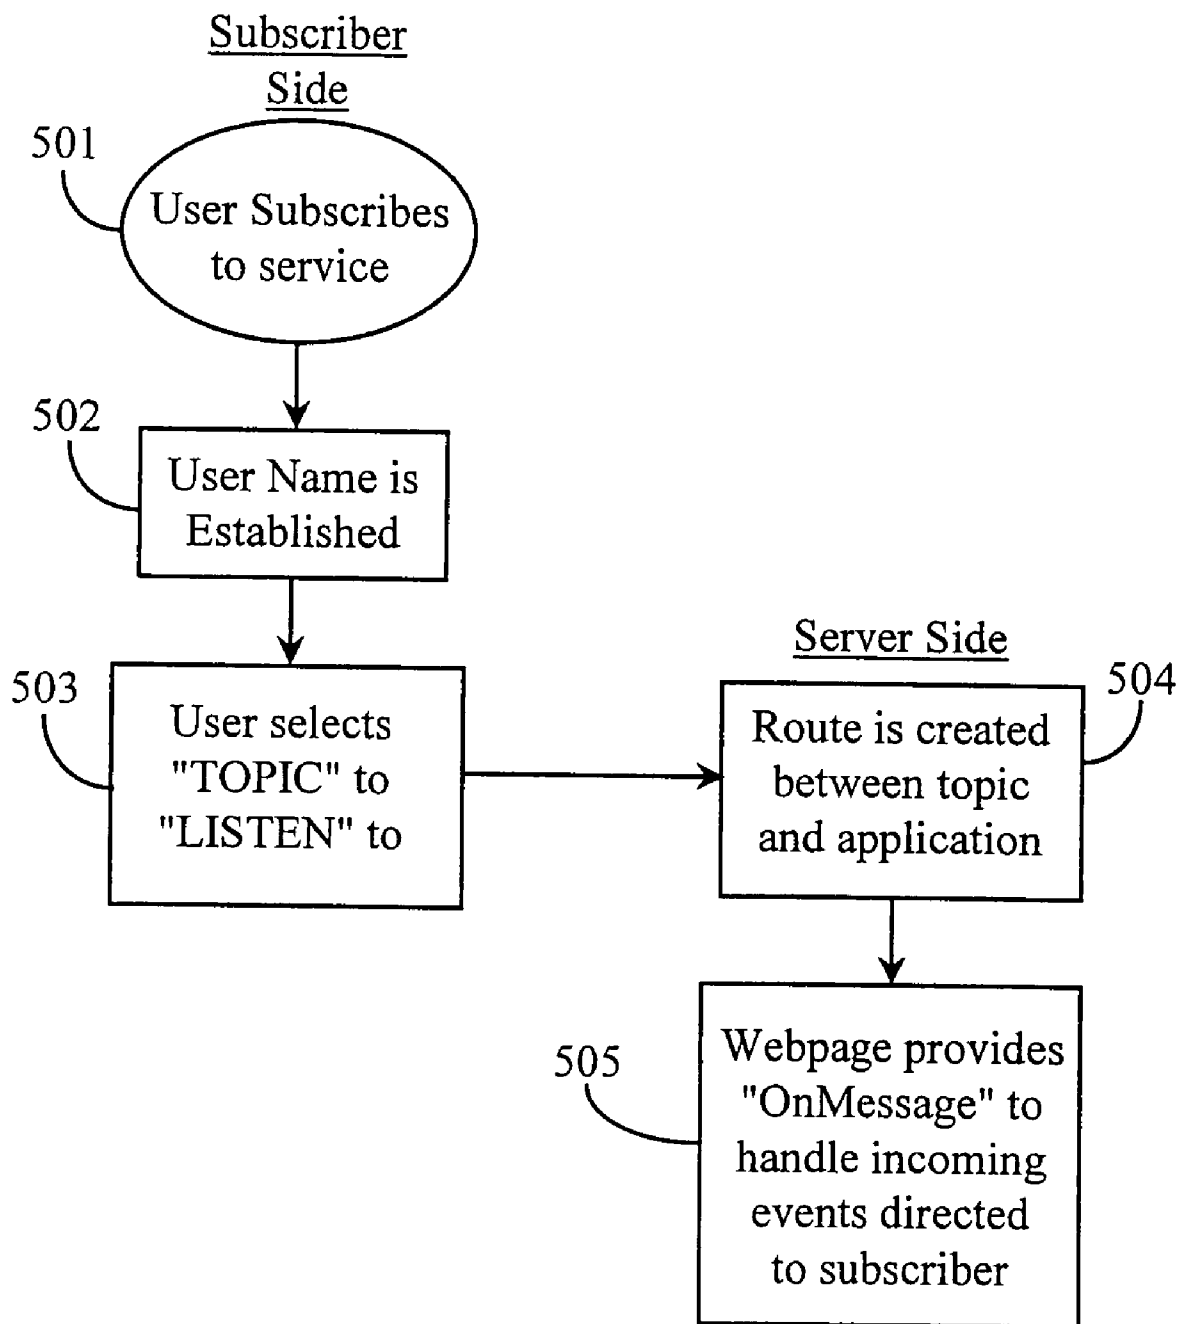 Subscriber
Side
501
User Subscribes
to service
502
User Name is
Established
503
User selects
"TOPIC" to
"LISTEN" to
Server Side
504
Route is created
between topic
and application
505
Webpage provides
"OnMessage" to
handle incoming
events directed
to subscriber